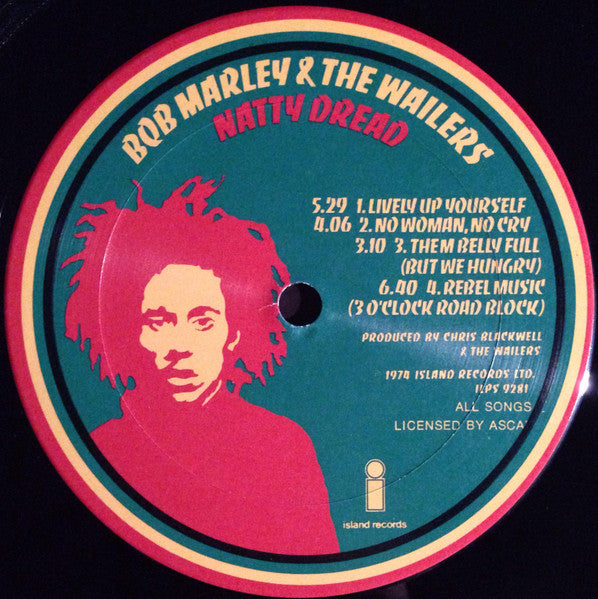 BOB MARLEY & THE WAILERS
NATTY DREAD
5.29 1. LIVELY UP YOURSELF
4.06 2. NO WOMAN, NO CRY
3.10 3. THEM BELLY FULL
(BUT WE HUNGRY)
6.40 4. REBEL MUSIC
(3 O'CLOCK ROAD BLOCK)
PRODUCED BY CHRIS BLACKWELL
& THE WAILERS
1974 ISLAND RECORDS LTD.
ILPS 9281
ALL SONGS
LICENSED BY ASCA
island records